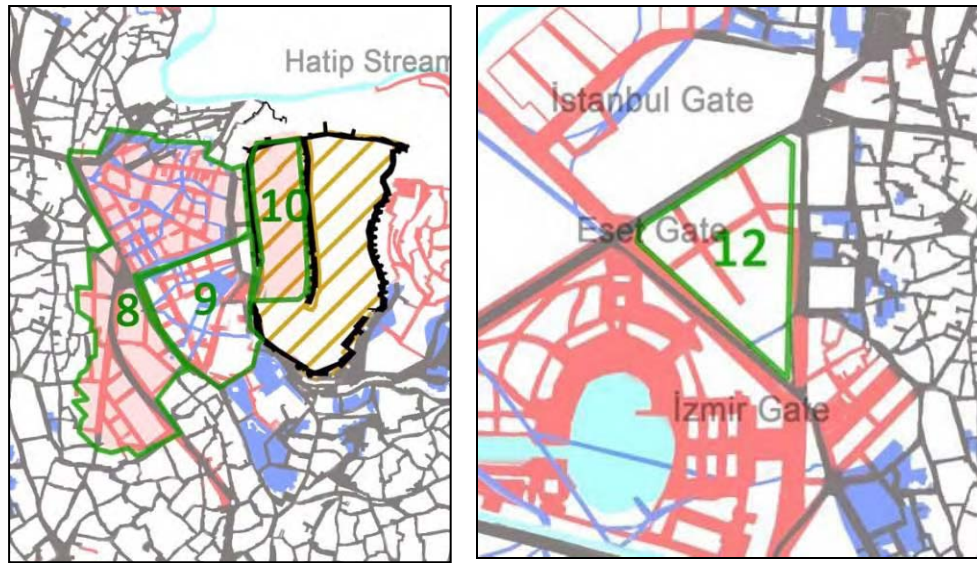 Hatip Stream
10
9
8
İstanbul Gate
Eset Gate
12
İzmir Gate